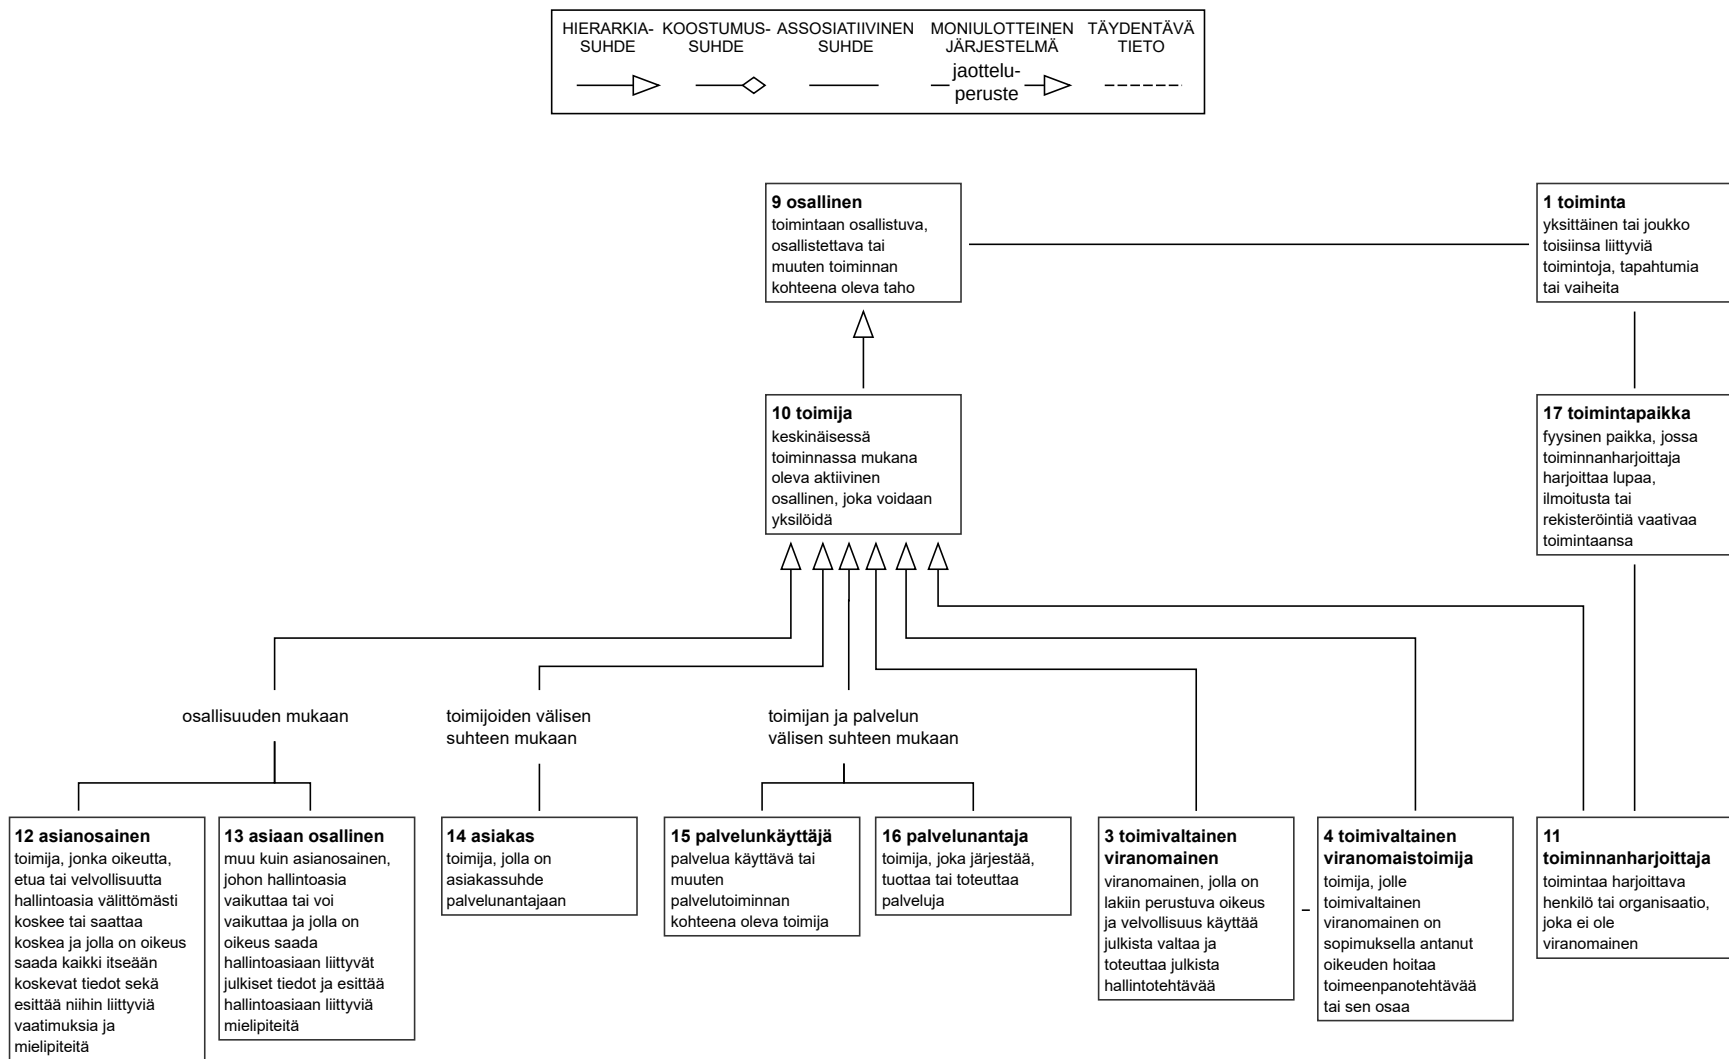 HIERARKIA-
SUHDE
KOOSTUMUS-
SUHDE
ASSOSIATIIVINEN
SUHDE
MONIULOTTEINEN
JÄRJESTELMÄ
jaottelu-
peruste
TÄYDENTÄVÄ
TIETO
9 osallinen
toimintaan osallistuva,
osallistettava tai
muuten toiminnan
kohteena oleva taho
1 toiminta
yksittäinen tai joukko
toisiinsa liittyviä
toimintoja, tapahtumia
tai vaiheita
10 toimija
keskinäisessä
toiminnassa mukana
oleva aktiivinen
osallinen, joka voidaan
yksilöidä
17 toimintapaikka
fyysinen paikka, jossa
toiminnanharjoittaja
harjoittaa lupaa,
ilmoitusta tai
rekisteröintiä vaativaa
toimintaansa
osallisuuden mukaan
toimijoiden välisen
suhteen mukaan
toimijan ja palvelun
välisen suhteen mukaan
12 asianosainen
toimija, jonka oikeutta,
etua tai velvollisuutta
hallintoasia välittömästi
koskee tai saattaa
koskea ja jolla on oikeus
saada kaikki itseään
koskevat tiedot sekä
esittää niihin liittyviä
vaatimuksia ja
mielipiteitä
13 asiaan osallinen
muu kuin asianosainen,
johon hallintoasia
vaikuttaa tai voi
vaikuttaa ja jolla on
oikeus saada
hallintoasiaan liittyvät
julkiset tiedot ja esittää
hallintoasiaan liittyviä
mielipiteitä
14 asiakas
toimija, jolla on
asiakassuhde
palvelunantajaan
15 palvelunkäyttäjä
palvelua käyttävä tai
muuten
palvelutoiminnan
kohteena oleva toimija
16 palvelunantaja
toimija, joka järjestää,
tuottaa tai toteuttaa
palveluja
3 toimivaltainen
viranomainen
viranomainen, jolla on
lakiin perustuva oikeus
ja velvollisuus käyttää
julkista valtaa ja
toteuttaa julkista
hallintotehtävää
4 toimivaltainen
viranomaistoimija
toimija, jolle
toimivaltainen
viranomainen on
sopimuksella antanut
oikeuden hoitaa
toimeenpanotehtävää
tai sen osaa
11
toiminnanharjoittaja
toimintaa harjoittava
henkilö tai organisaatio,
joka ei ole
viranomainen